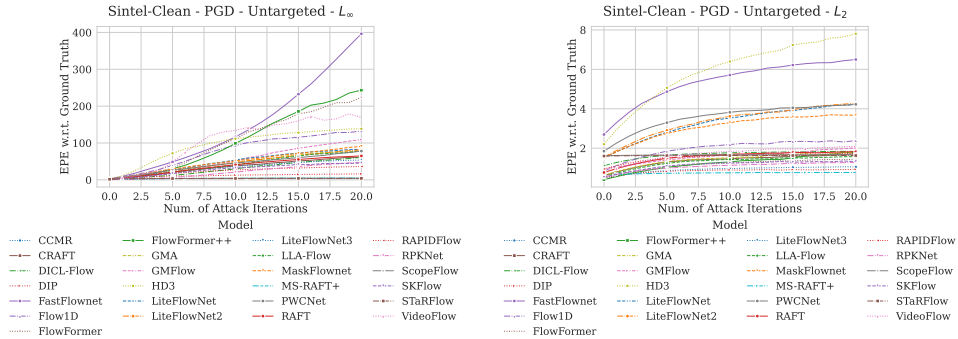 Sintel-Clean - PGD - Untargeted - L∞
EPE w.r.t. Ground Truth
400
300
200
100
0
0.0 2.5 5.0 7.5 10.0 12.5 15.0 17.5 20.0
Num. of Attack Iterations
Model
CCMR FlowFormer++ LiteFlowNet3 RAPIDFlow
CRAFT GMA LLA-Flow RPKNet
DICL-Flow GMFlow MaskFlownet ScopeFlow
DIP HD3 MS-RAFT+ SKFlow
FastFlownet LiteFlowNet PWCNet STaRFlow
Flow1D LiteFlowNet2 RAFT VideoFlow
FlowFormer
Sintel-Clean - PGD - Untargeted - L2
EPE w.r.t. Ground Truth
8
6
4
2
0.0 2.5 5.0 7.5 10.0 12.5 15.0 17.5 20.0
Num. of Attack Iterations
Model
CCMR FlowFormer++ LiteFlowNet3 RAPIDFlow
CRAFT GMA LLA-Flow RPKNet
DICL-Flow GMFlow MaskFlownet ScopeFlow
DIP HD3 MS-RAFT+ SKFlow
FastFlownet LiteFlowNet PWCNet STaRFlow
Flow1D LiteFlowNet2 RAFT VideoFlow
FlowFormer